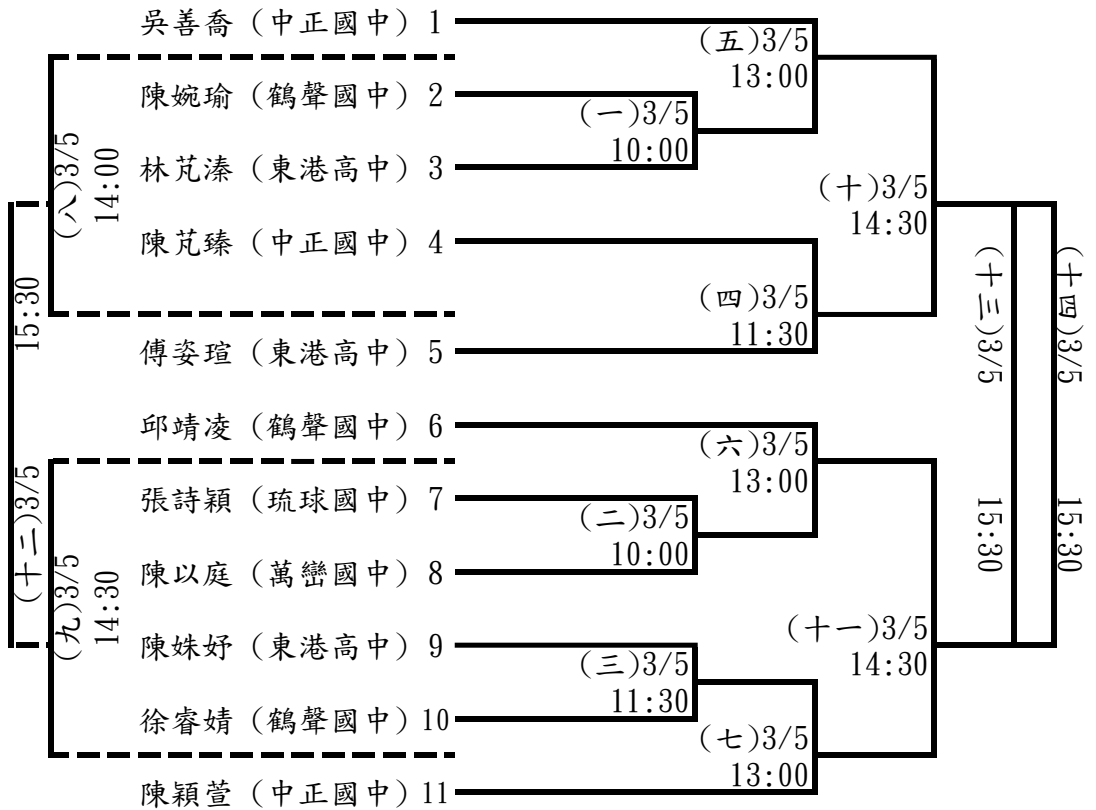 吳善喬 (中正國中) 1
陳婉瑜 (鶴聲國中) 2
林芃溱 (東港高中) 3
陳芃臻 (中正國中) 4
傅姿瑄 (東港高中) 5
邱靖凌 (鶴聲國中) 6
張詩穎 (琉球國中) 7
陳以庭 (萬巒國中) 8
陳姝妤 (東港高中) 9
徐睿婧 (鶴聲國中) 10
陳穎萱 (中正國中) 11
(一)3/5
10:00
(二)3/5
10:00
(三)3/5
11:30
(四)3/5
11:30
(五)3/5
13:00
(六)3/5
13:00
(七)3/5
13:00
(八)3/5
14:00
(九)3/5
14:30
(十)3/5
14:30
(十一)3/5
14:30
(十二)3/5
15:30
(十三)3/5
15:30
(十四)3/5
15:30